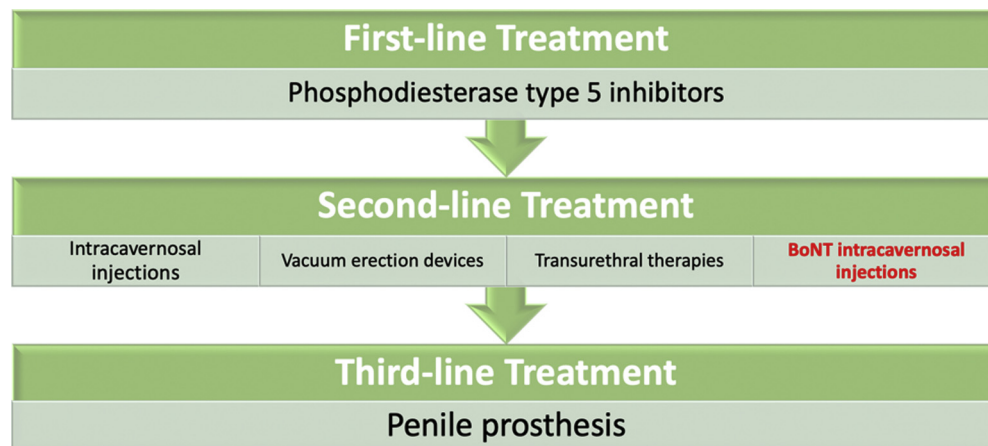 First-line Treatment
Phosphodiesterase type 5 inhibitors
Second-line Treatment
Intracavernosal
injections
Vacuum erection devices
Transurethral therapies
BoNT intracavernosal
injections
Third-line Treatment
Penile prosthesis